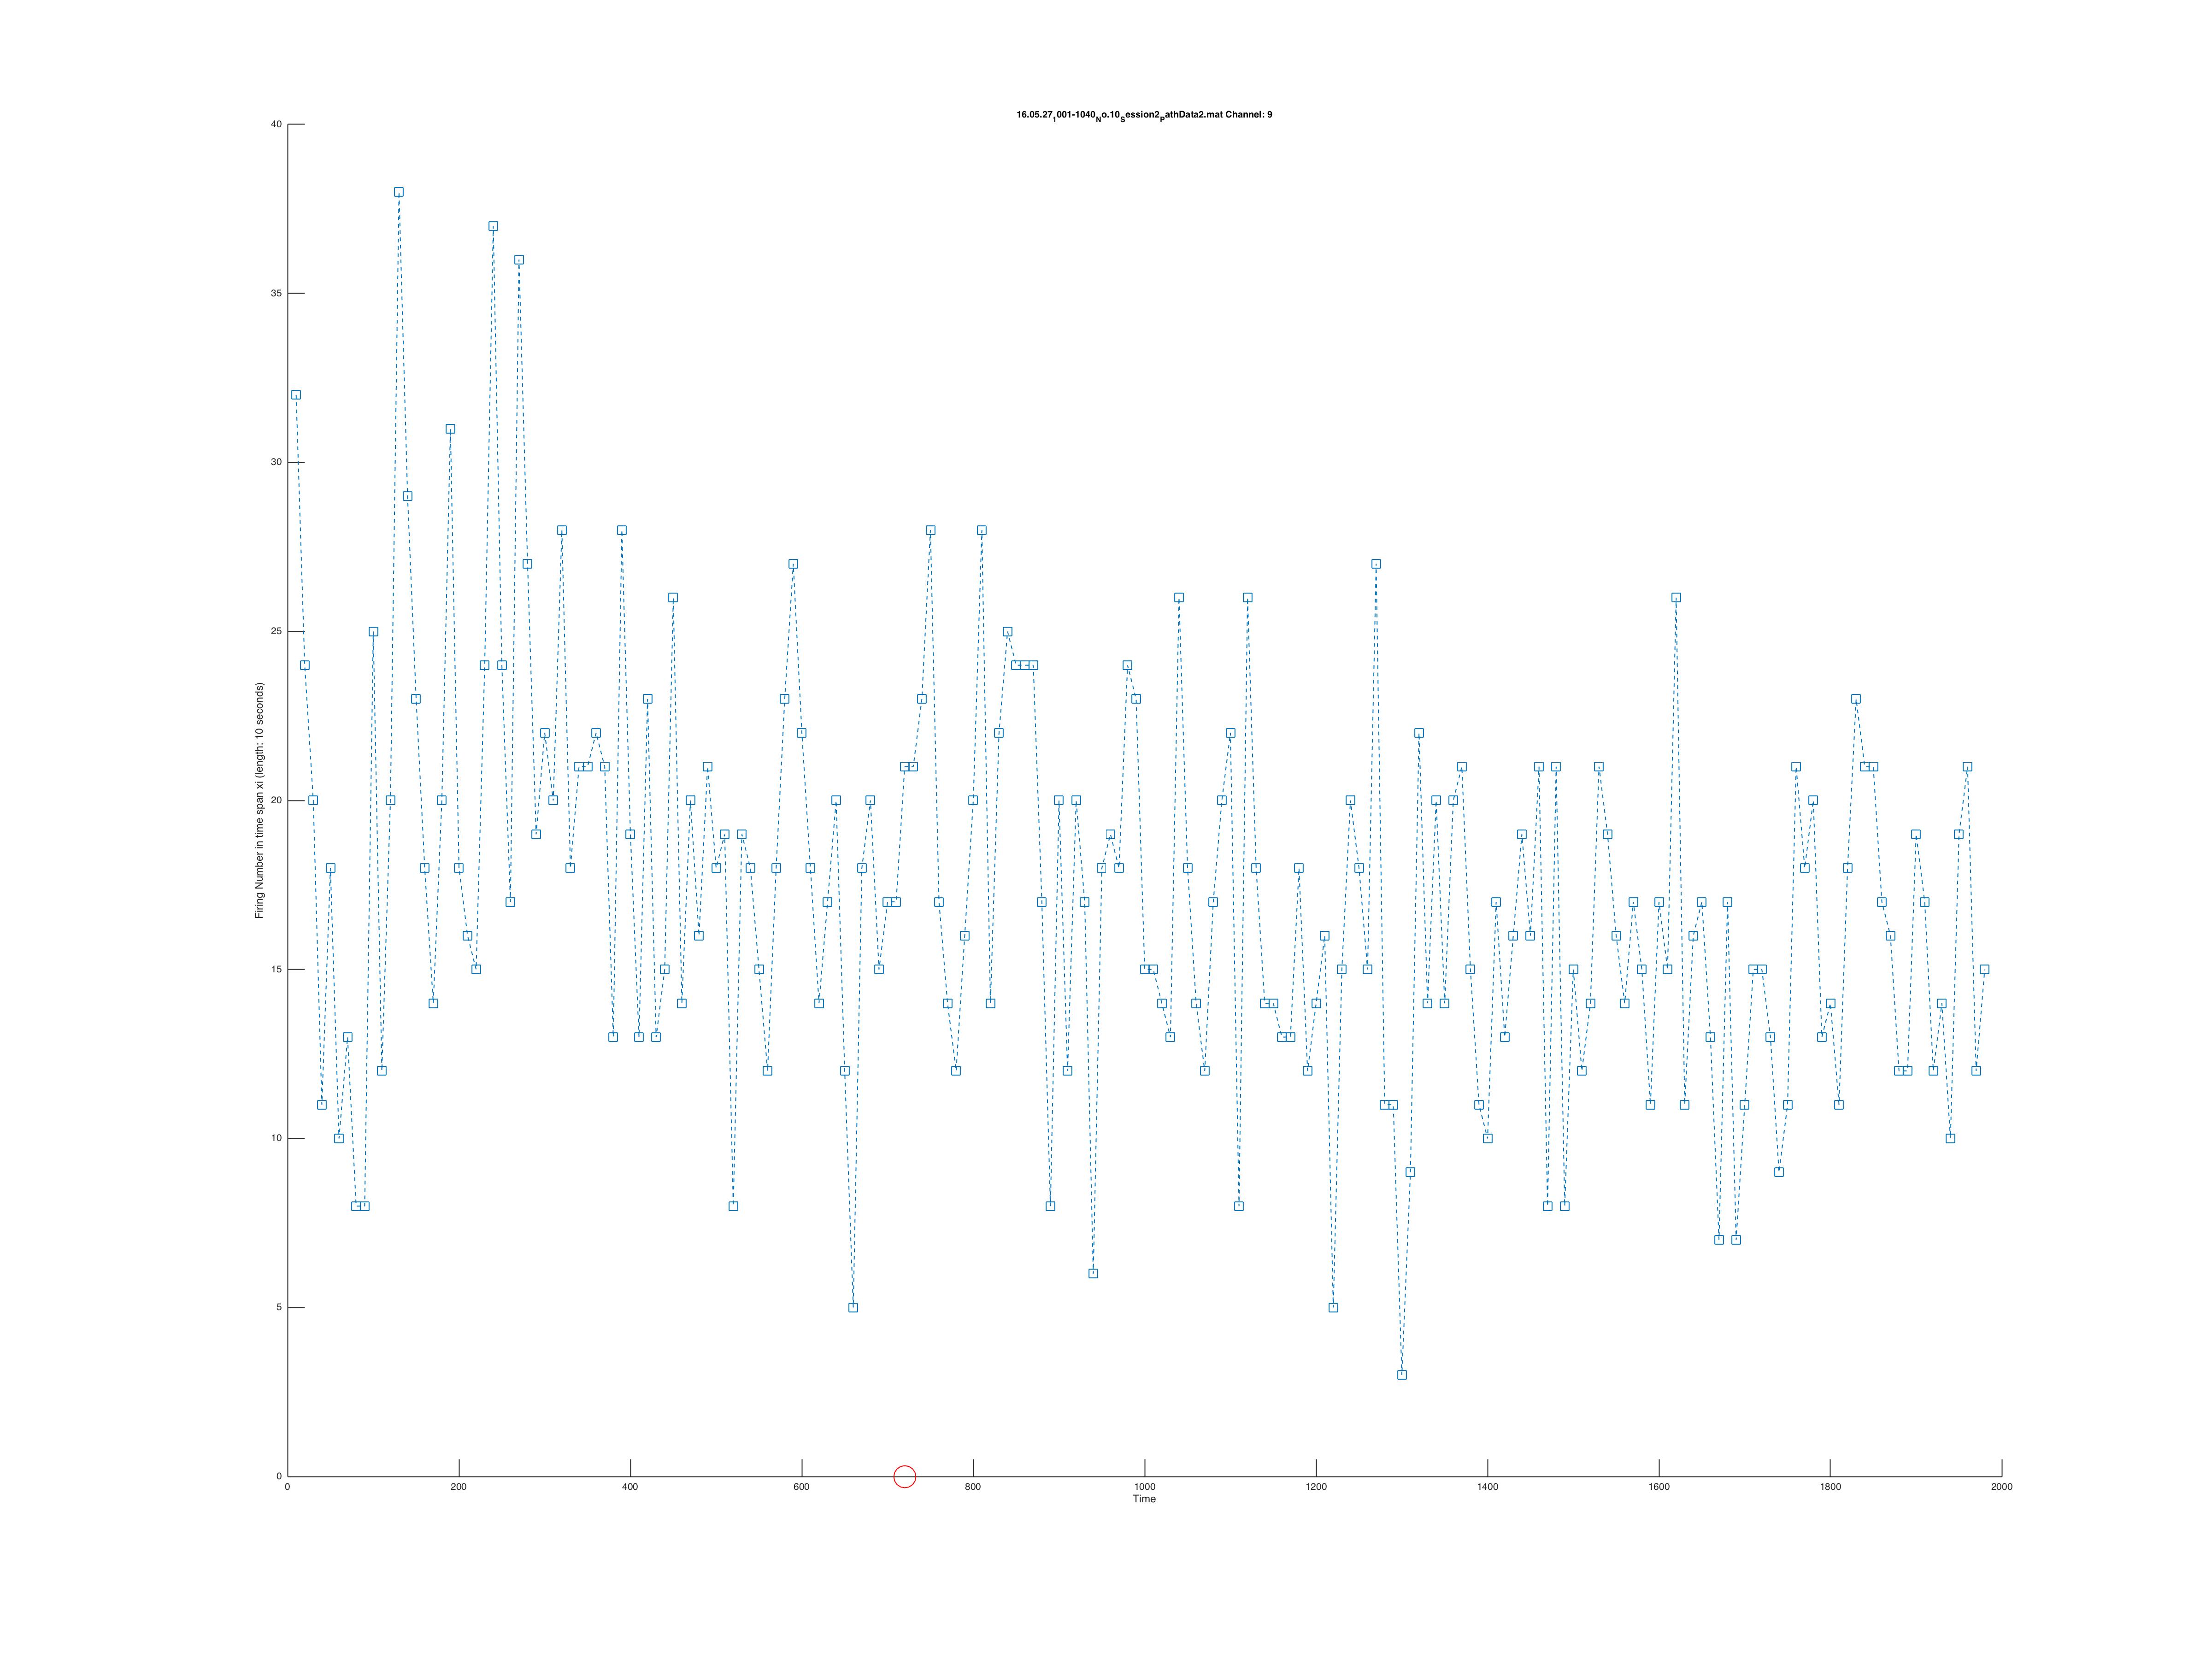 16.05.27₁001-1040_No.10_Session2_PathData2.mat Channel: 9
40
35
30
25
20
15
10
5
0
Firing Number in time span xi (length: 10 seconds)
0 200 400 600 800 1000 1200 1400 1600 1800 2000
Time